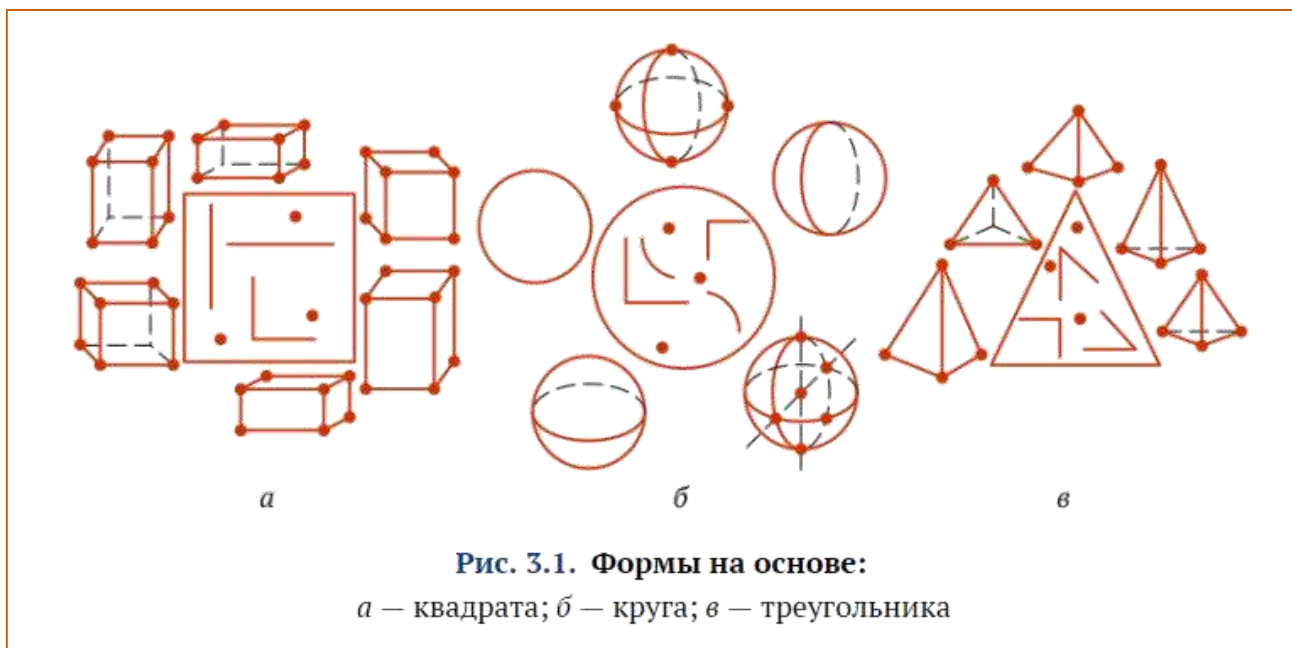 а
б
в
Рис. 3.1. Формы на основе:
а — квадрата; б — круга; в — треугольника